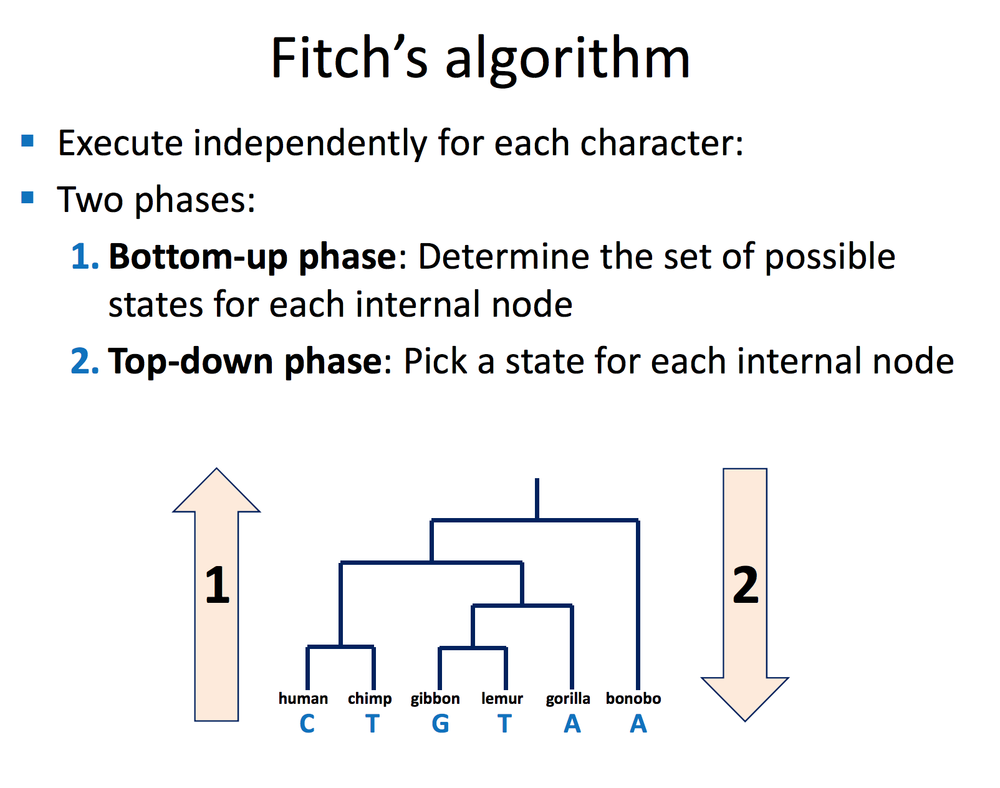 Fitch’s algorithm
▪ Execute independently for each character:
▪ Two phases:
1. Bottom-up phase: Determine the set of possible
states for each internal node
2. Top-down phase: Pick a state for each internal node
1
2
human chimp gibbon lemur gorilla bonobo
C T G T A A